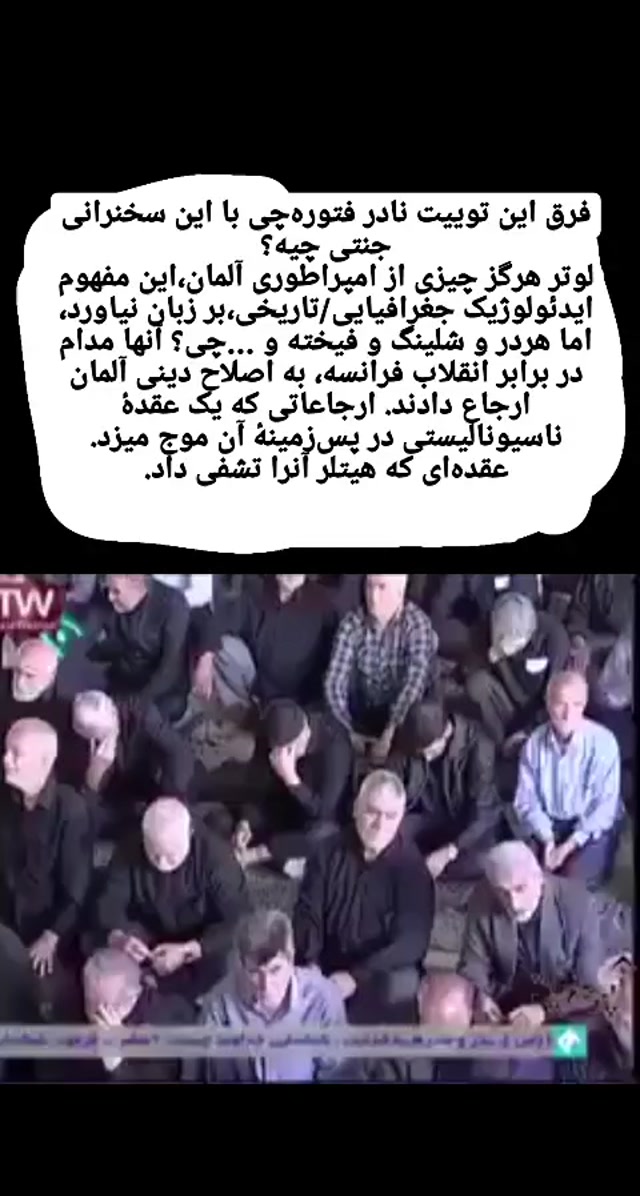 فرق این توییت نادر فتوره‌چی با این سخنرانی
جنتی چیه؟
لوتر هرگز چیزی از امپراطوری آلمان،این مفهوم
ایدئولوژیک جغرافیایی/تاریخی،بر زبان نیاورد،
اما هردر و شلینگ و فیخته و ...چی؟ آنها مدام
در برابر انقلاب فرانسه، به اصلاح دینی آلمان
ارجاع دادند. ارجاعاتی که یک عقدهٔ
ناسیونالیستی در پس‌زمینهٔ آن موج میزد.
عقده‌ای که هیتلر آنرا تشفی داد.
TW